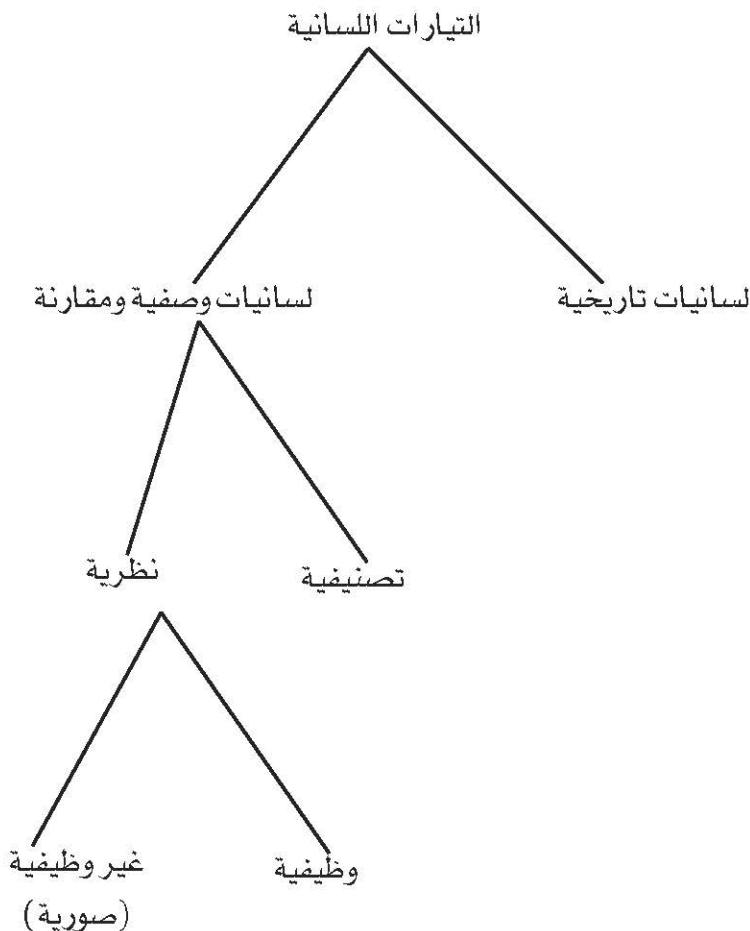 التيارات اللسانية
لسانيات تاريخية
لسانيات وصفية ومقارنة
تصنيفية
نظرية
وظيفية
غير وظيفية
(صورية)